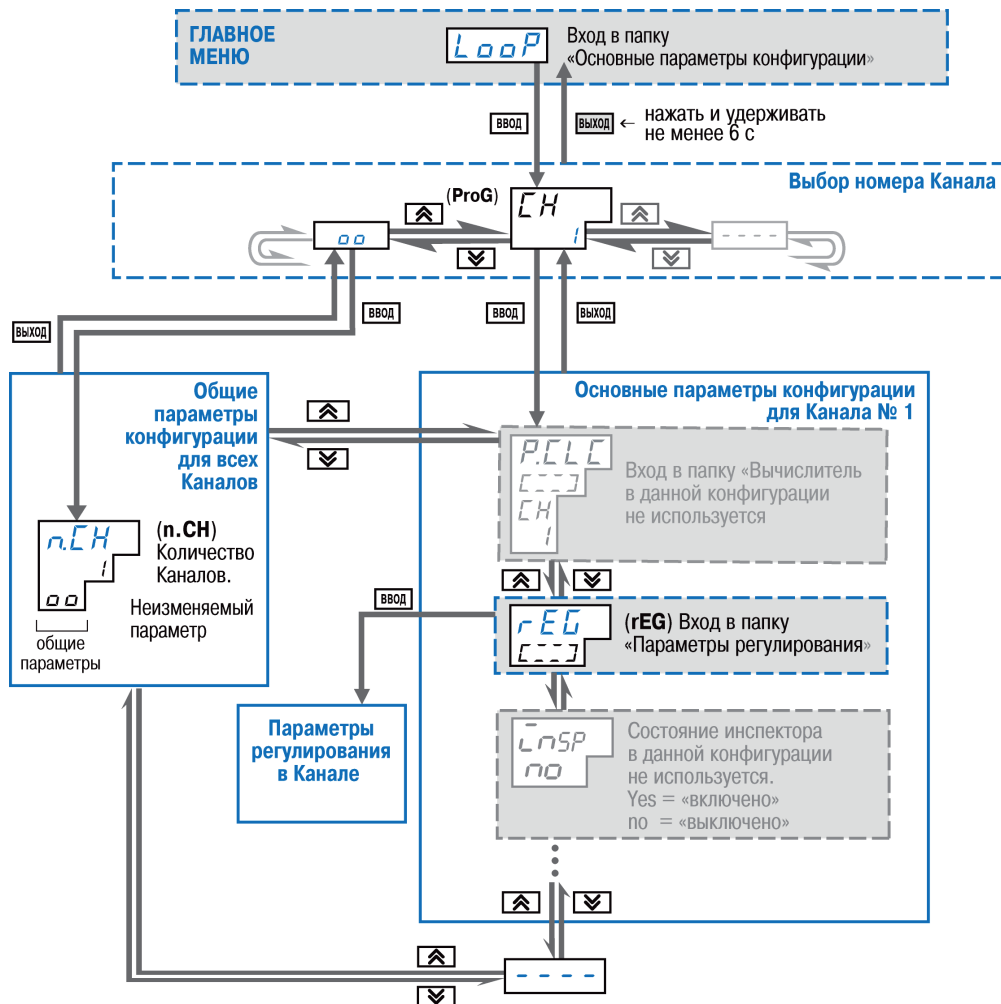 ГЛАВНОЕ
МЕНЮ
LooP
Вход в папку
«Основные параметры конфигурации»
ВВОД
ВЫХОД
← нажать и удерживать
не менее 6 с
Выбор номера Канала
(ProG)
CH
1
oo
- - - -
ВЫХОД
ВВОД
ВВОД
ВЫХОД
Общие
параметры
конфигурации
для всех
Каналов
n.CH
1
oo
(n.CH)
Количество
Каналов.
Неизменяемый
параметр
общие
параметры
Основные параметры конфигурации
для Канала № 1
P.CLC
[---]
CH
1
Вход в папку «Вычислитель
в данной конфигурации
не используется
ВВОД
rEG
[---]
(rEG) Вход в папку
«Параметры регулирования»
Параметры
регулирования
в Канале
inSP
no
Состояние инспектора
в данной конфигурации
не используется.
Yes = «включено»
no = «выключено»
- - - -